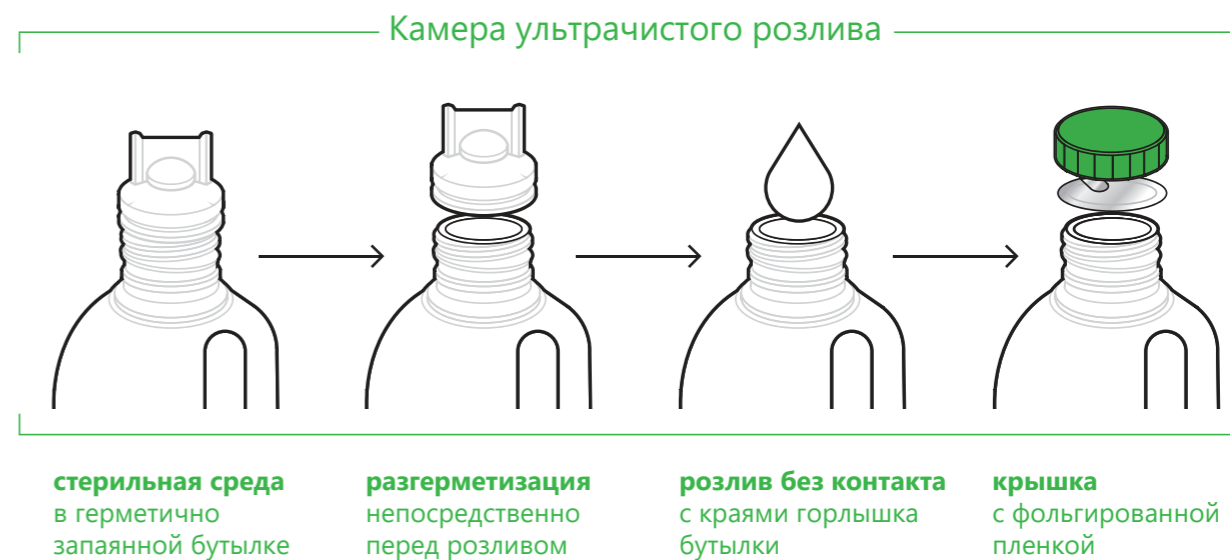 Камера ультрачистого розлива
стерильная среда
в герметично
запаянной бутылке
разгерметизация
непосредственно
перед розливом
розлив без контакта
с краями горлышка
бутылки
крышка
с фольгированной
пленкой